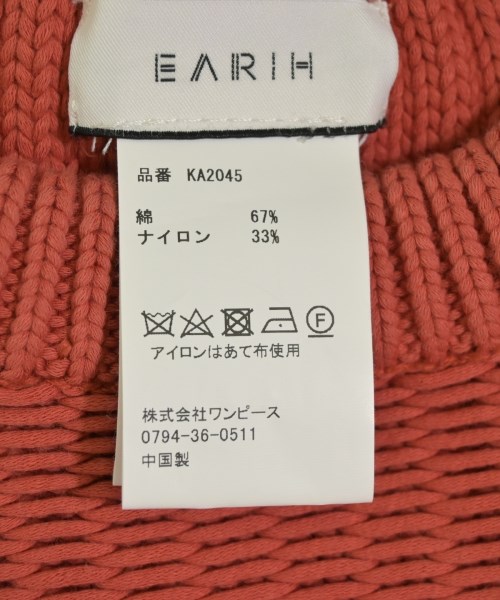 EARIH
品番 KA2045
綿 67%
ナイロン 33%
F
アイロンはあて布使用
株式会社ワンピース
0794-36-0511
中国製